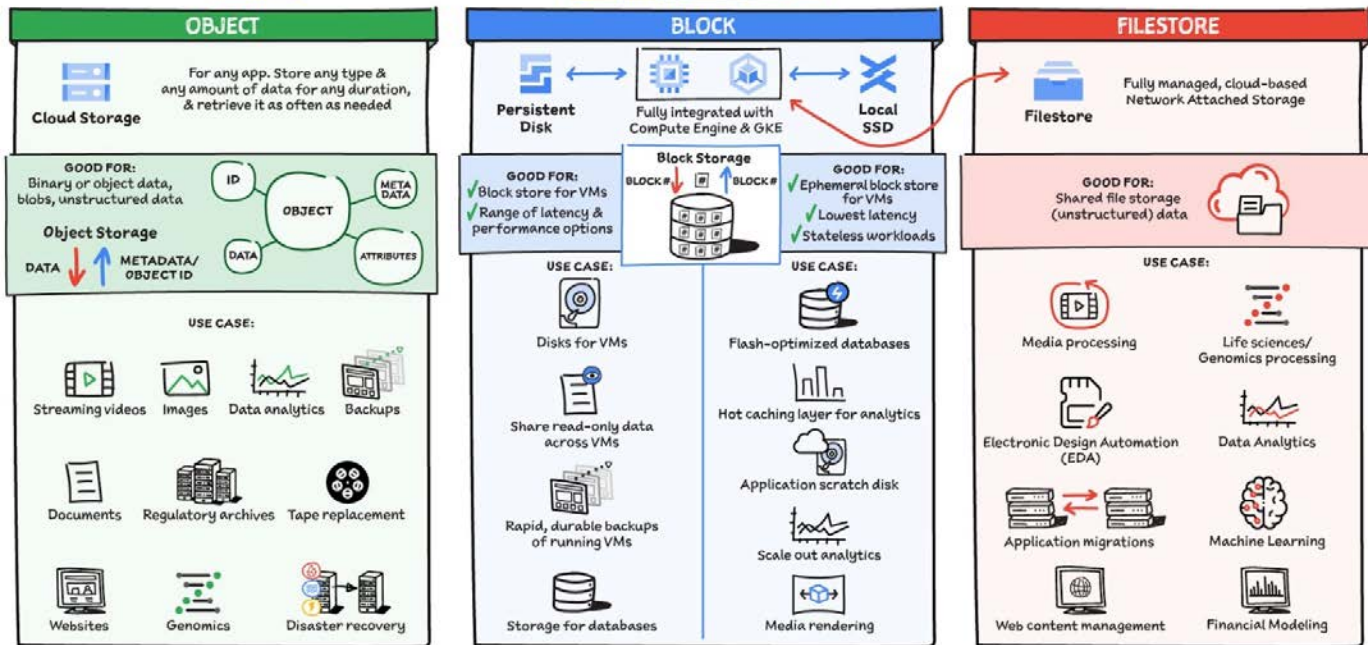 OBJECT
Cloud Storage
For any app. Store any type &
any amount of data for any duration,
& retrieve it as often as needed
GOOD FOR:
Binary or object data,
blobs, unstructured data
Object Storage
DATA
METADATA/
OBJECT ID
ID
META
DATA
OBJECT
DATA
ATTRIBUTES
USE CASE:
Streaming videos
Images
Data analytics
Backups
Documents
Regulatory archives
Tape replacement
Websites
Genomics
Disaster recovery
BLOCK
Persistent
Disk
Fully integrated with
Compute Engine & GKE
Local
SSD
GOOD FOR:
✓ Block store for VMs
✓ Range of latency &
performance options
Block Storage
BLOCK#
#
BLOCK#
# # #
# # #
# # #
GOOD FOR:
✓ Ephemeral block store
for VMs
✓ Lowest latency
✓ Stateless workloads
USE CASE:
Disks for VMs
Share read-only data
across VMs
Rapid, durable backups
of running VMs
Storage for databases
USE CASE:
Flash-optimized databases
Hot caching layer for analytics
Application scratch disk
Scale out analytics
Media rendering
FILESTORE
Filestore
Fully managed, cloud-based
Network Attached Storage
GOOD FOR:
Shared file storage
(unstructured) data
USE CASE:
Media processing
Life sciences/
Genomics processing
Electronic Design Automation
(EDA)
Data Analytics
Application migrations
Machine Learning
Web content management
Financial Modeling